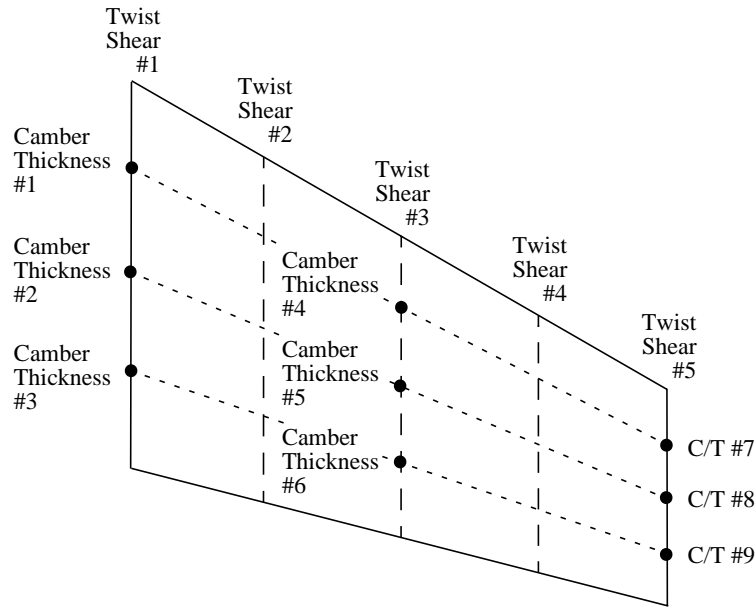 Twist
Shear
#1
Twist
Shear
#2
Camber
Thickness
#1
Twist
Shear
#3
Camber
Thickness
#2
Camber
Thickness
#4
Twist
Shear
#4
Camber
Thickness
#3
Camber
Thickness
#5
Twist
Shear
#5
Camber
Thickness
#6
C/T #7
C/T #8
C/T #9